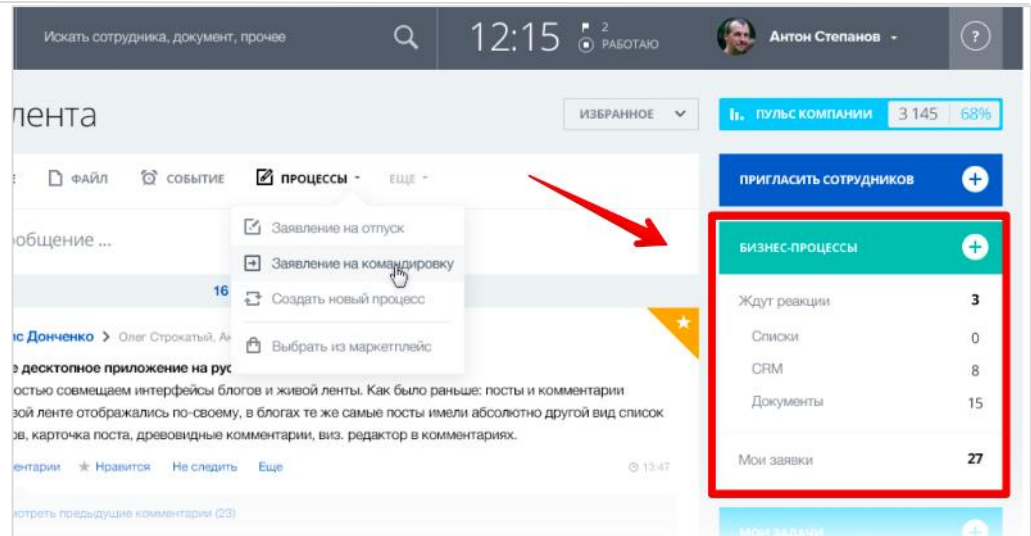 Искать сотрудника, документ, прочее
12:15
2
РАБОТАЮ
Антон Степанов
?
лента
ИЗБРАННОЕ
ПУЛЬС КОМПАНИИ 3 145 68%
ФАЙЛ СОБЫТИЕ ПРОЦЕССЫ ЕЩЕ
ПРИГЛАСИТЬ СОТРУДНИКОВ
ообщение ...
Заявление на отпуск
Заявление на командировку
Создать новый процесс
Выбрать из маркетплейс
БИЗНЕС-ПРОЦЕССЫ
Ждут реакции 3
Списки 0
CRM 8
Документы 15
Мои заявки 27
16
ис Донченко > Олег Строкатый, Ан
е десктопное приложение на рус
остью совмещаем интерфейсы блогов и живой ленты. Как было раньше: посты и комментарии
вой ленте отображались по-своему, в блогах те же самые посты имели абсолютно другой вид список
ов, карточка поста, древовидные комментарии, виз. редактор в комментариях.
ентарии Нравится Не следить Еще 13:47
мотреть предыдущие комментарии (23)
МОИ ЗАДАЧИ